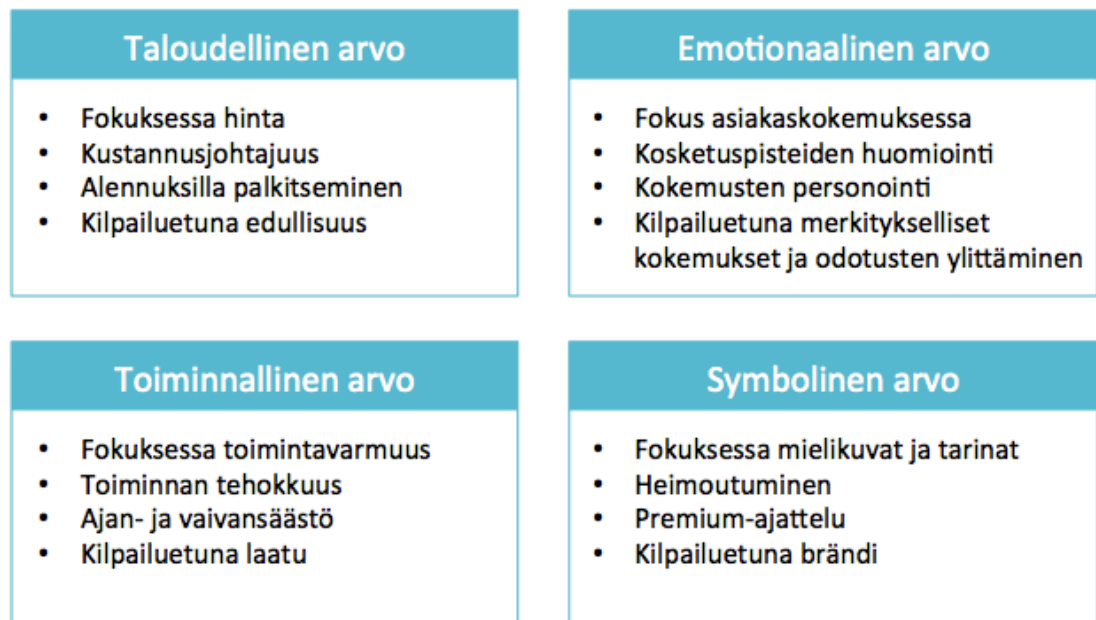 Taloudellinen arvo
• Fokuksessa hinta
• Kustannusjohtajuus
• Alennuksilla palkitseminen
• Kilpailuetuna edullisuus
Emotionaalinen arvo
• Fokus asiakaskokemuksessa
• Kosketuspisteiden huomiointi
• Kokemusten personointi
• Kilpailuetuna merkitykselliset
kokemukset ja odotusten ylittäminen
Toiminnallinen arvo
• Fokuksessa toimintavarmuus
• Toiminnan tehokkuus
• Ajan- ja vaivansäästö
• Kilpailuetuna laatu
Symbolinen arvo
• Fokuksessa mielikuvat ja tarinat
• Heimoutuminen
• Premium-ajattelu
• Kilpailuetuna brändi